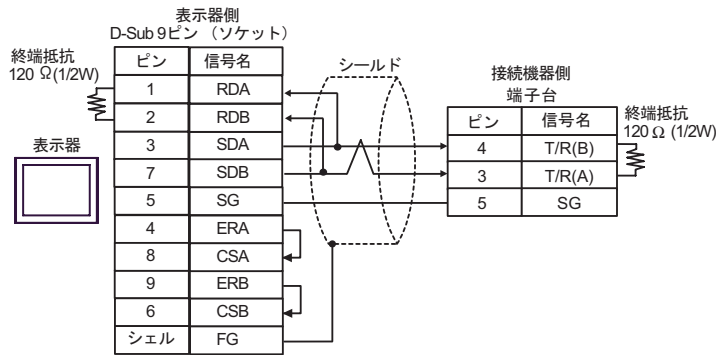 表示器側
D-Sub 9ピン （ソケット）
終端抵抗
120 Ω(1/2W)
ピン 信号名
1 RDA
2 RDB
3 SDA
7 SDB
5 SG
4 ERA
8 CSA
9 ERB
6 CSB
シェル FG
表示器
シールド
接続機器側
端子台
ピン 信号名
4 T/R(B)
3 T/R(A)
5 SG
終端抵抗
120 Ω (1/2W)